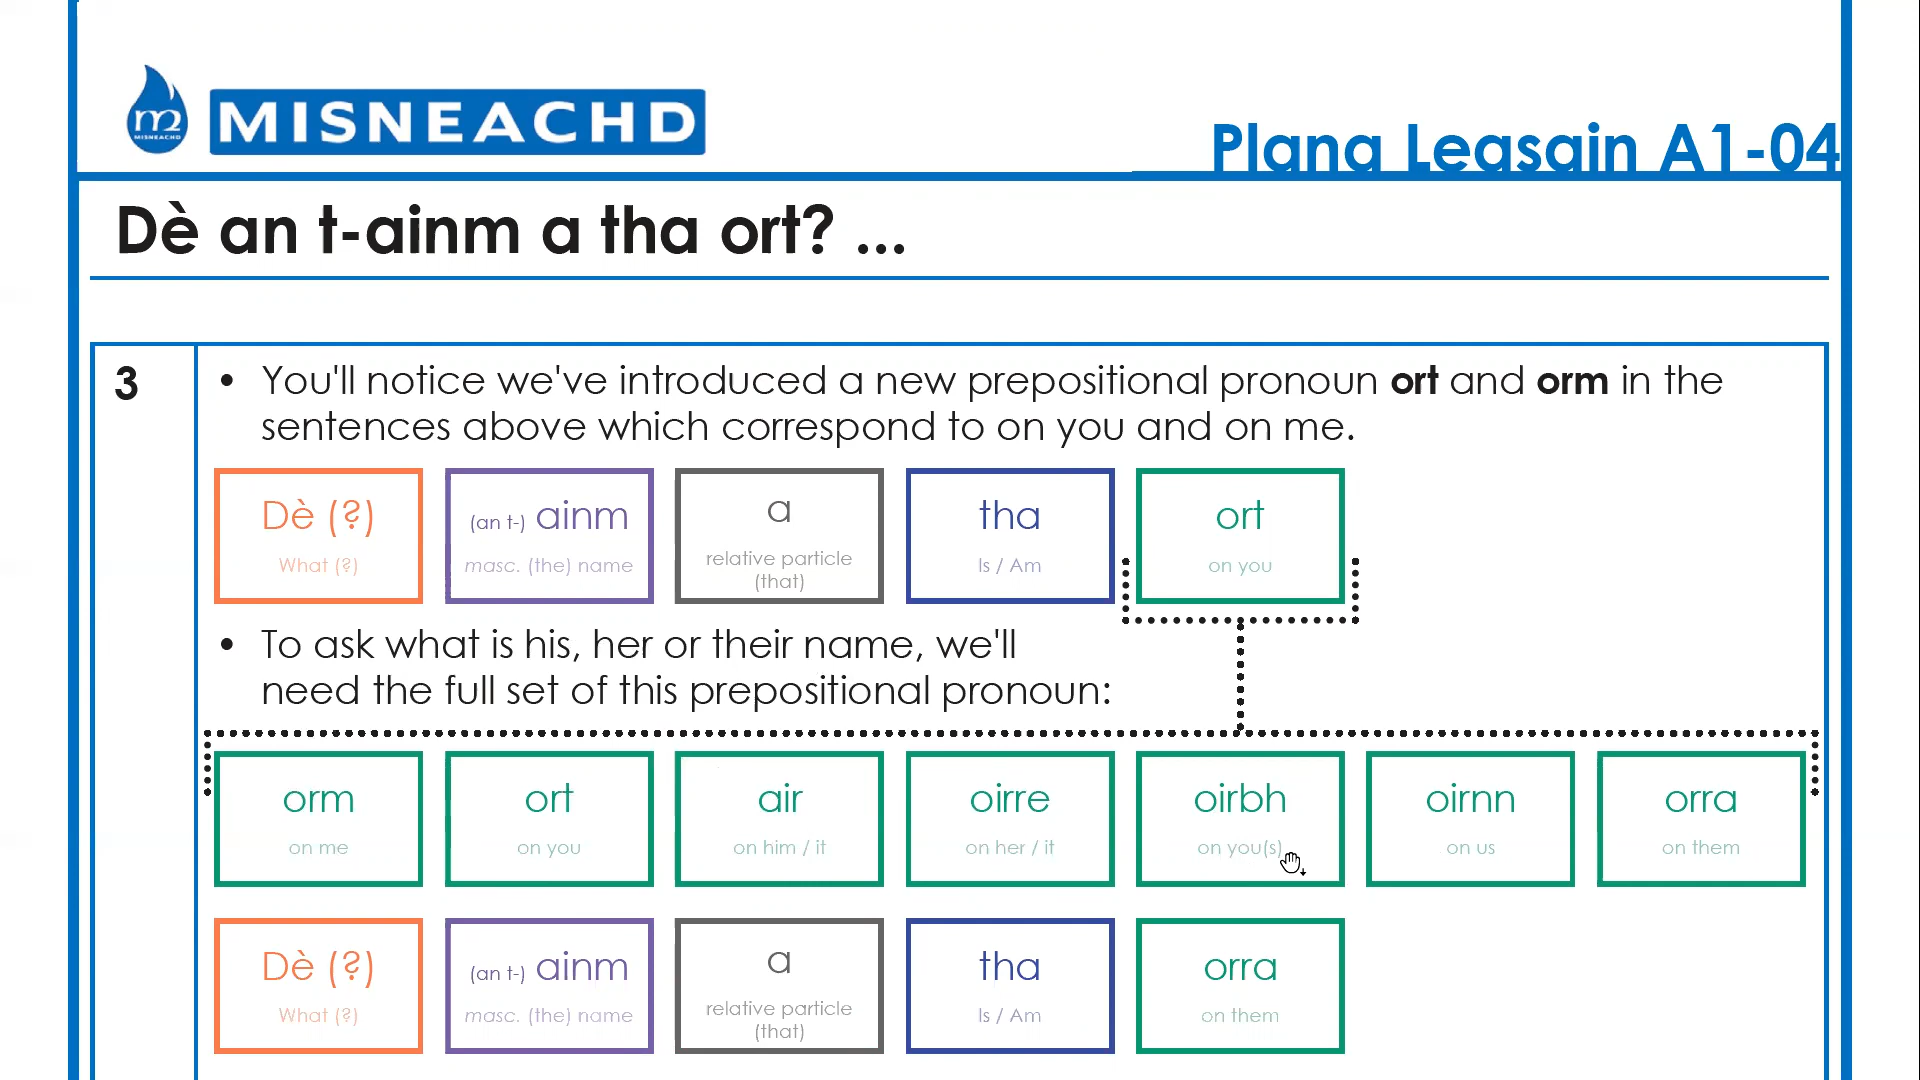 m
MISNEACHD
MISNEACHD
Plana Leasain A1-04
Dè an t-ainm a tha ort? ...
3
• You'll notice we've introduced a new prepositional pronoun ort and orm in the
sentences above which correspond to on you and on me.
Dè (?)
What (?)
(an t-) ainm
masc. (the) name
a
relative particle
(that)
tha
Is / Am
ort
on you
• To ask what is his, her or their name, we'll
need the full set of this prepositional pronoun:
orm
on me
ort
on you
air
on him / it
oirre
on her / it
oirbh
on you(s)
oirnn
on us
orra
on them
Dè (?)
What (?)
(an t-) ainm
masc. (the) name
a
relative particle
(that)
tha
Is / Am
orra
on them